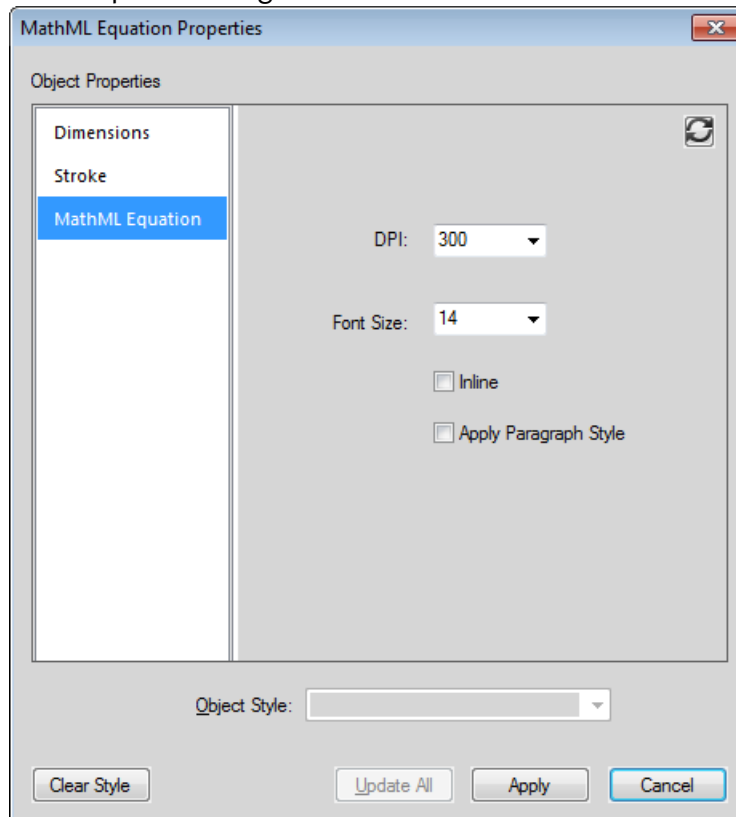 MathML Equation Properties
Object Properties
Dimensions
Stroke
MathML Equation
DPI: 300
Font Size: 14
Inline
Apply Paragraph Style
Object Style:
Clear Style Update All Apply Cancel